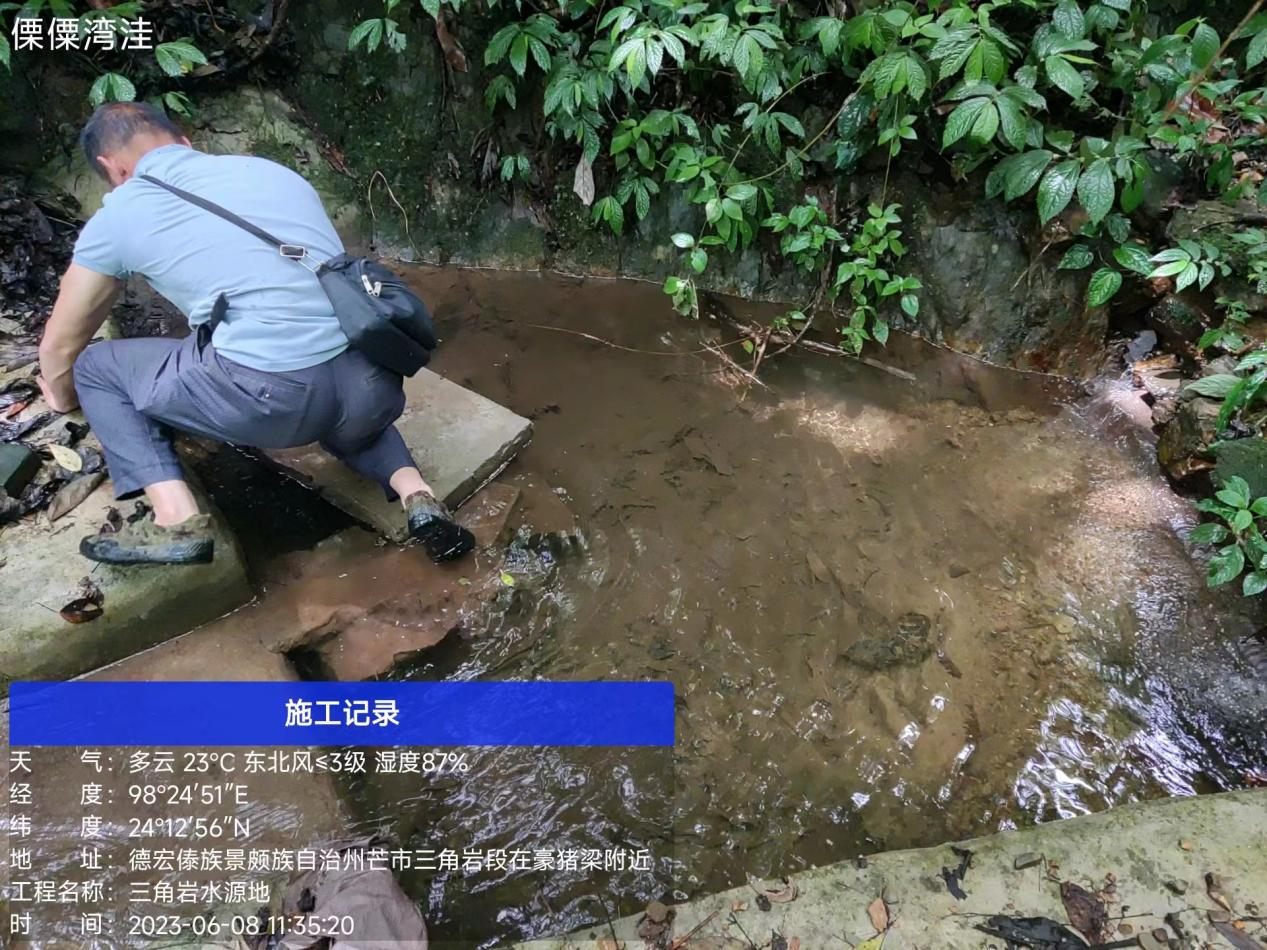 傈傈湾洼
施工记录
天 气：多云 23°C 东北风≤3级 湿度87%
经 度：98°24′51″E
纬 度：24°12′56″N
地 址：德宏傣族景颇族自治州芒市三角岩段在豪猪梁附近
工程名称：三角岩水源地
时 间：2023-06-08 11:35:20